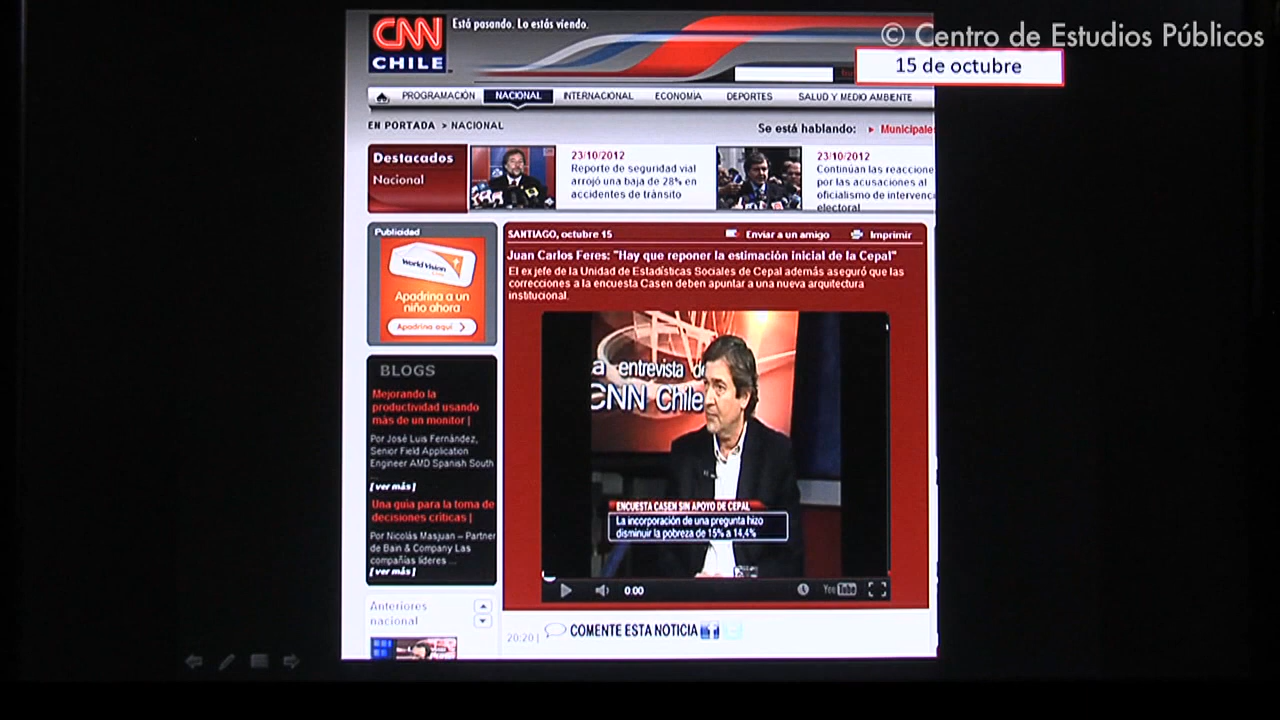 © Centro de Estudios Públicos
15 de octubre
CNN
CHILE
Está pasando. Lo estás viendo.
PROGRAMACIÓN NACIONAL INTERNACIONAL ECONOMÍA DEPORTES SALUD Y MEDIO AMBIENTE
EN PORTADA > NACIONAL
Se está hablando: Municipales
Destacados
Nacional
23/10/2012
Reporte de seguridad vial
arrojó una baja de 28% en
accidentes de tránsito
23/10/2012
Continúan las reaccione
por las acusaciones al
oficialismo de intervenc
electoral
Publicidad
World Vision
Apadrina a un
niño ahora
Apadrina aquí
SANTIAGO, octubre 15
Enviar a un amigo Imprimir
Juan Carlos Feres: "Hay que reponer la estimación inicial de la Cepal"
El ex jefe de la Unidad de Estadísticas Sociales de Cepal además aseguró que las
correcciones a la encuesta Casen deben apuntar a una nueva arquitectura
institucional.
a entrevista de
CNN Chile
ENCUESTA CASEN SIN APOYO DE CEPAL
La incorporación de una pregunta hizo
disminuir la pobreza de 15% a 14,4%
0:00
YouTube
BLOGS
Mejorando la
productividad usando
más de un monitor |
Por José Luis Fernández,
Senior Field Application
Engineer AMD Spanish South
...
[ver más]
Una guía para la toma de
decisiones críticas |
Por Nicolás Masjuan – Partner
de Bain & Company Las
compañías líderes ...
[ver más]
Anteriores
nacional
20:20 | COMENTE ESTA NOTICIA